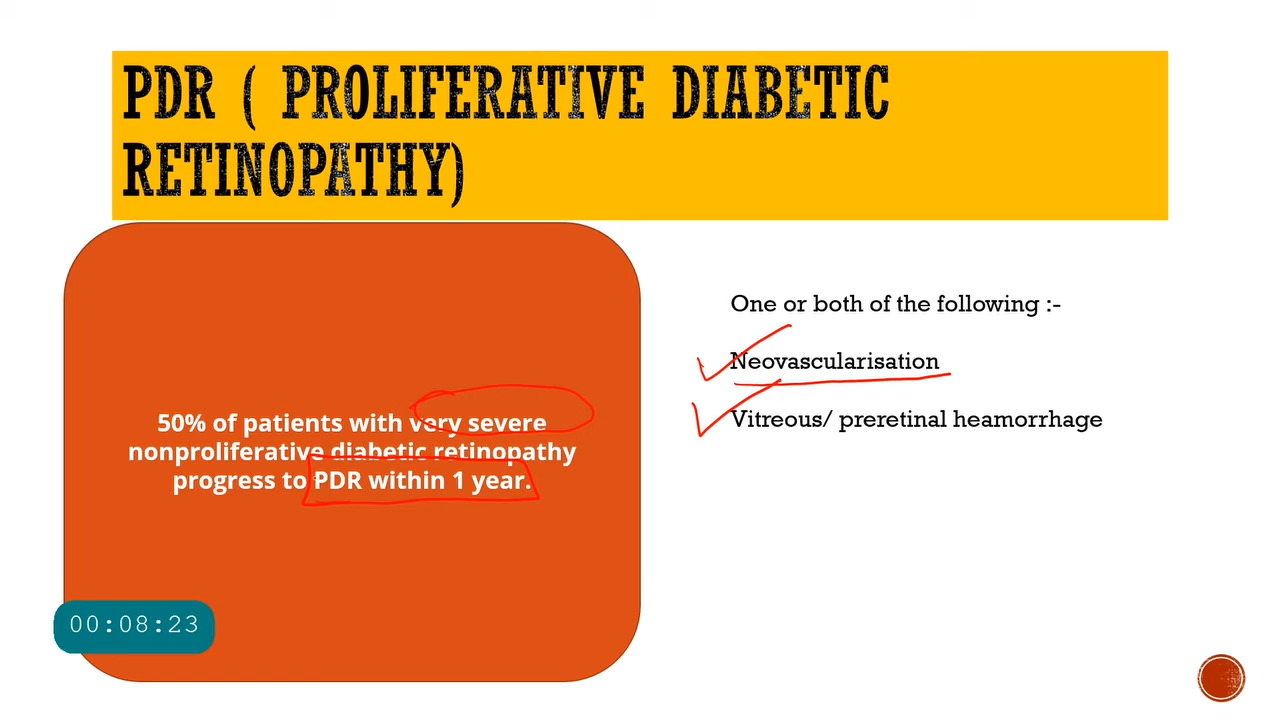 PDR ( PROLIFERATIVE DIABETIC
RETINOPATHY)
50% of patients with very severe
nonproliferative diabetic retinopathy
progress to PDR within 1 year.
One or both of the following :-
Neovascularisation
Vitreous/ preretinal heamorrhage
00:08:23